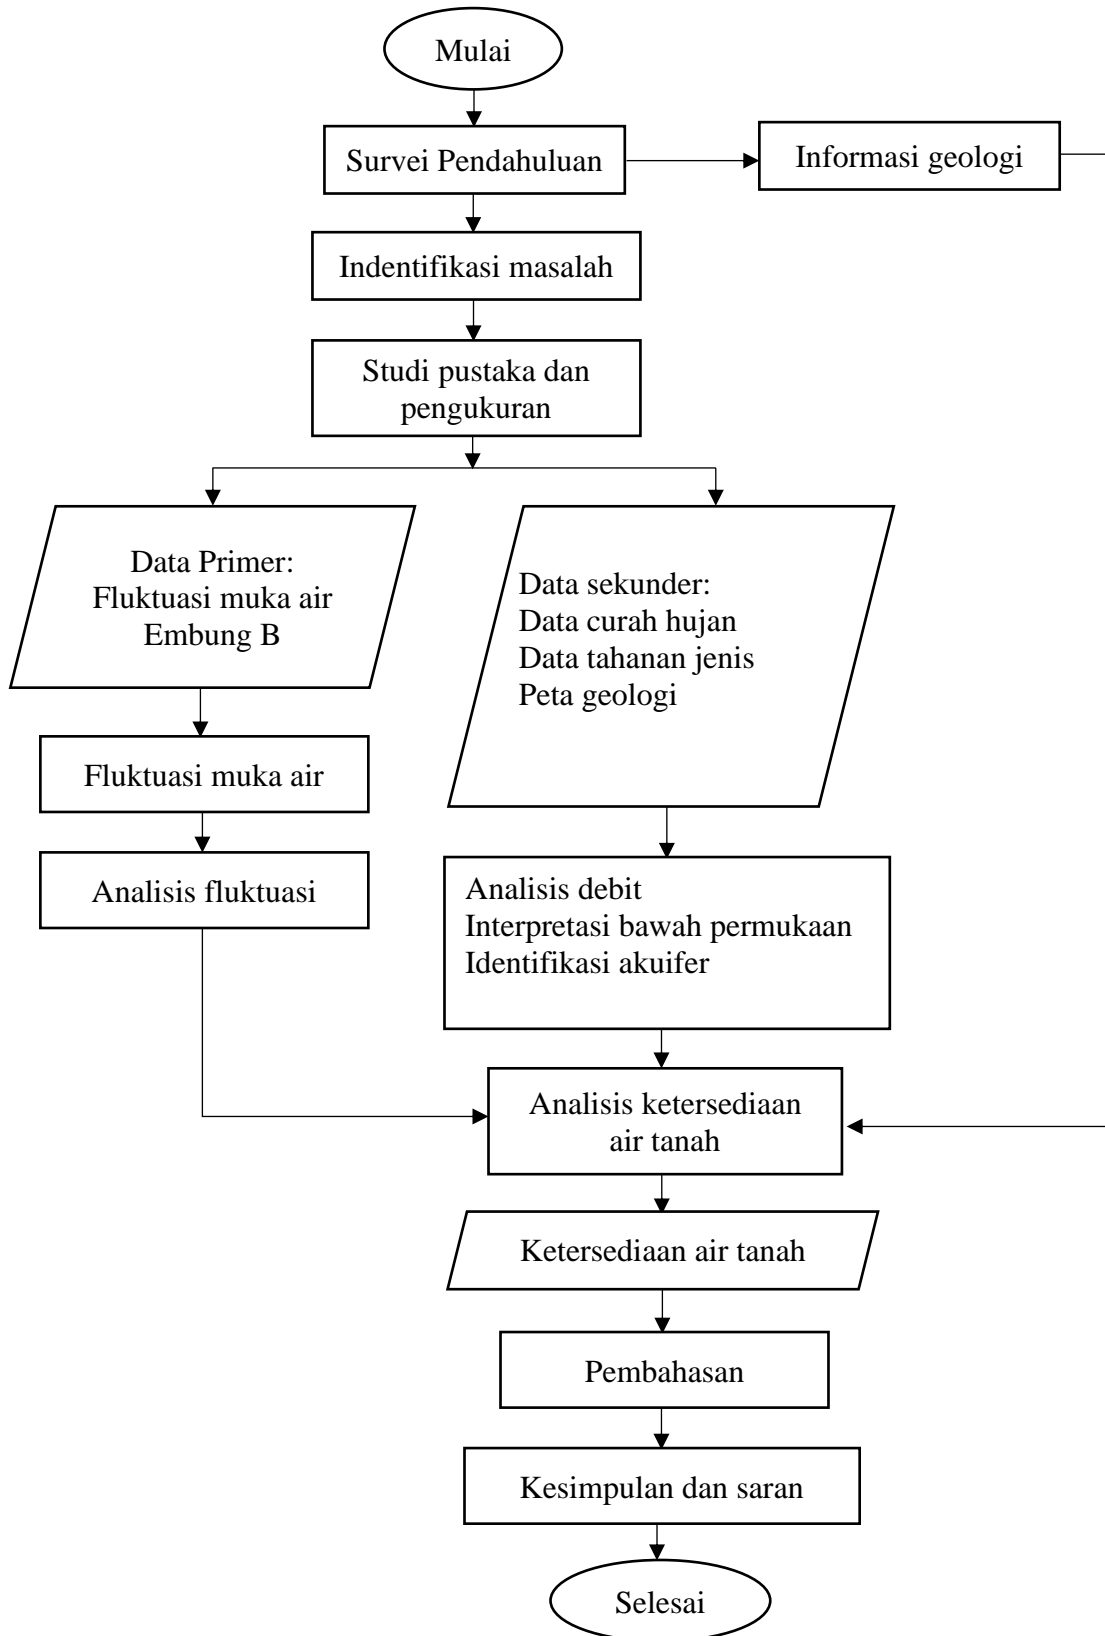 Mulai
Survei Pendahuluan
Informasi geologi
Indentifikasi masalah
Studi pustaka dan
pengukuran
Data Primer:
Fluktuasi muka air
Embung B
Data sekunder:
Data curah hujan
Data tahanan jenis
Peta geologi
Fluktuasi muka air
Analisis fluktuasi
Analisis debit
Interpretasi bawah permukaan
Identifikasi akuifer
Analisis ketersediaan
air tanah
Ketersediaan air tanah
Pembahasan
Kesimpulan dan saran
Selesai